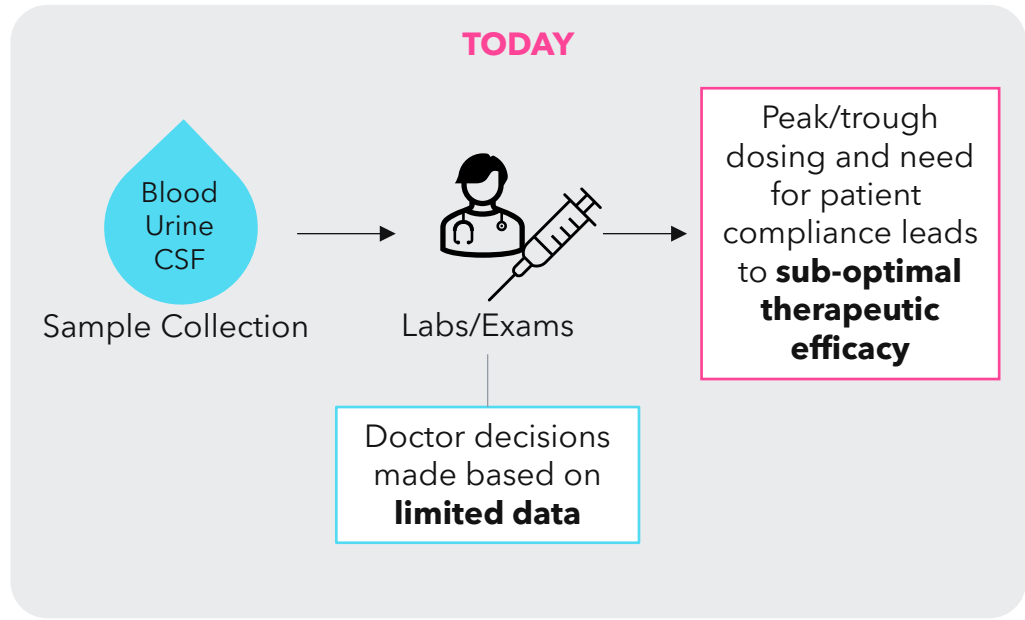 TODAY
Blood
Urine
CSF
Sample Collection
Labs/Exams
Doctor decisions
made based on
limited data
Peak/trough
dosing and need
for patient
compliance leads
to sub-optimal
therapeutic
efficacy